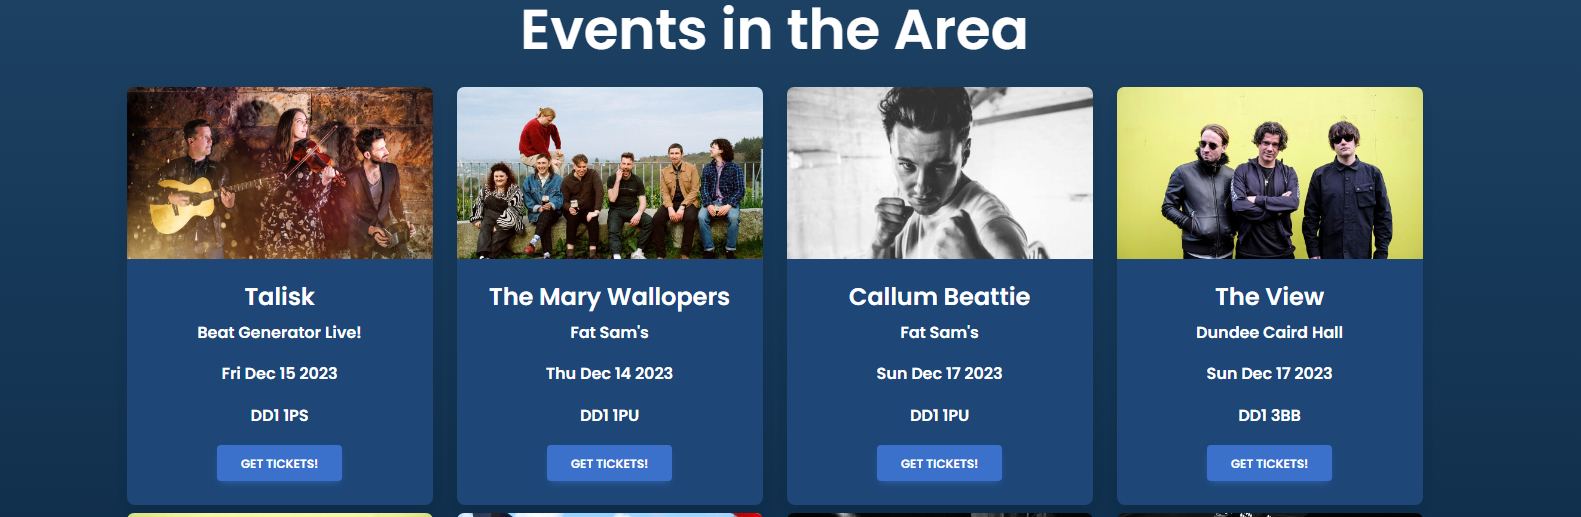 Events in the Area
Talisk
Beat Generator Live!
Fri Dec 15 2023
DD1 1PS
GET TICKETS!
The Mary Wallopers
Fat Sam's
Thu Dec 14 2023
DD1 1PU
GET TICKETS!
Callum Beattie
Fat Sam's
Sun Dec 17 2023
DD1 1PU
GET TICKETS!
The View
Dundee Caird Hall
Sun Dec 17 2023
DD1 3BB
GET TICKETS!